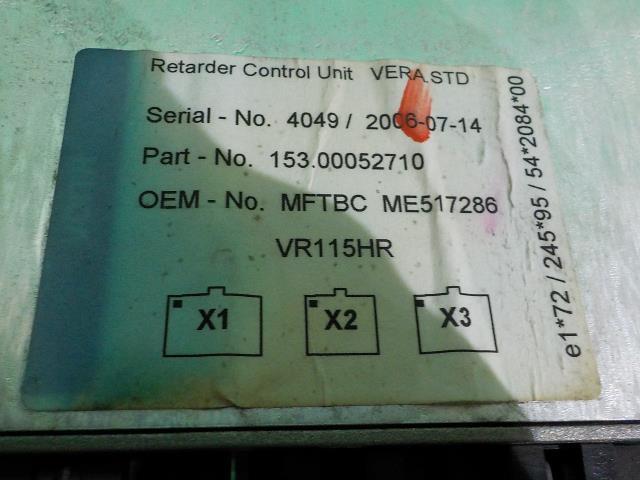 Retarder Control Unit VERA.STD
Serial - No. 4049 / 2006-07-14
Part - No. 153.00052710
OEM - No. MFTBC ME517286
VR115HR
X1 X2 X3
e1*72 / 245*95 / 54*2084*00